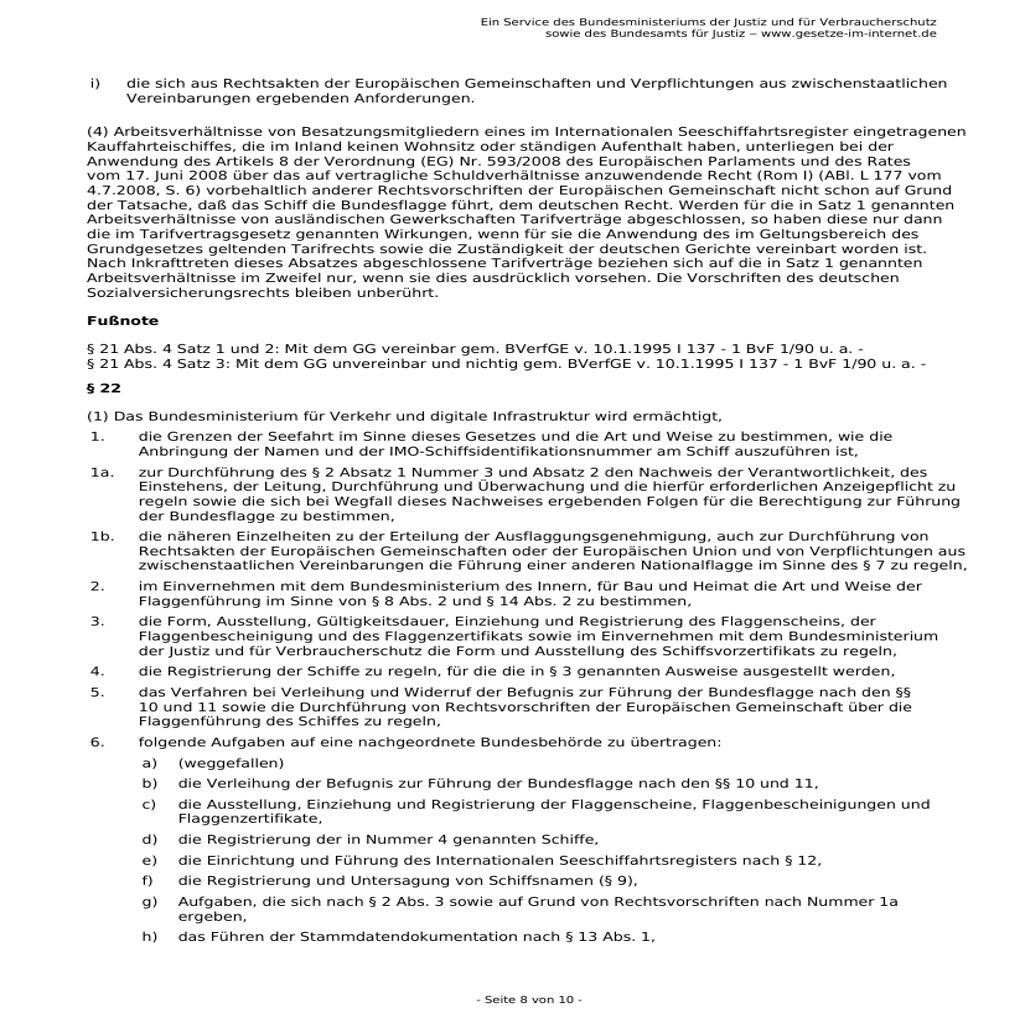 Ein Service des Bundesministeriums der Justiz und für Verbraucherschutz
sowie des Bundesamts für Justiz – www.gesetze-im-internet.de
i) die sich aus Rechtsakten der Europäischen Gemeinschaften und Verpflichtungen aus zwischenstaatlichen
Vereinbarungen ergebenden Anforderungen.
(4) Arbeitsverhältnisse von Besatzungsmitgliedern eines im Internationalen Seeschiffahrtsregister eingetragenen
Kauffahrteischiffes, die im Inland keinen Wohnsitz oder ständigen Aufenthalt haben, unterliegen bei der
Anwendung des Artikels 8 der Verordnung (EG) Nr. 593/2008 des Europäischen Parlaments und des Rates
vom 17. Juni 2008 über das auf vertragliche Schuldverhältnisse anzuwendende Recht (Rom I) (ABl. L 177 vom
4.7.2008, S. 6) vorbehaltlich anderer Rechtsvorschriften der Europäischen Gemeinschaft nicht schon auf Grund
der Tatsache, daß das Schiff die Bundesflagge führt, dem deutschen Recht. Werden für die in Satz 1 genannten
Arbeitsverhältnisse von ausländischen Gewerkschaften Tarifverträge abgeschlossen, so haben diese nur dann
die im Tarifvertragsgesetz genannten Wirkungen, wenn für sie die Anwendung des im Geltungsbereich des
Grundgesetzes geltenden Tarifrechts sowie die Zuständigkeit der deutschen Gerichte vereinbart worden ist.
Nach Inkrafttreten dieses Absatzes abgeschlossene Tarifverträge beziehen sich auf die in Satz 1 genannten
Arbeitsverhältnisse im Zweifel nur, wenn sie dies ausdrücklich vorsehen. Die Vorschriften des deutschen
Sozialversicherungsrechts bleiben unberührt.
Fußnote
§ 21 Abs. 4 Satz 1 und 2: Mit dem GG vereinbar gem. BVerfGE v. 10.1.1995 I 137 - 1 BvF 1/90 u. a. -
§ 21 Abs. 4 Satz 3: Mit dem GG unvereinbar und nichtig gem. BVerfGE v. 10.1.1995 I 137 - 1 BvF 1/90 u. a. -
§ 22
(1) Das Bundesministerium für Verkehr und digitale Infrastruktur wird ermächtigt,
1. die Grenzen der Seefahrt im Sinne dieses Gesetzes und die Art und Weise zu bestimmen, wie die
Anbringung der Namen und der IMO-Schiffsidentifikationsnummer am Schiff auszuführen ist,
1a. zur Durchführung des § 2 Absatz 1 Nummer 3 und Absatz 2 den Nachweis der Verantwortlichkeit, des
Einstehens, der Leitung, Durchführung und Überwachung und die hierfür erforderlichen Anzeigepflicht zu
regeln sowie die sich bei Wegfall dieses Nachweises ergebenden Folgen für die Berechtigung zur Führung
der Bundesflagge zu bestimmen,
1b. die näheren Einzelheiten zu der Erteilung der Ausflaggungsgenehmigung, auch zur Durchführung von
Rechtsakten der Europäischen Gemeinschaften oder der Europäischen Union und von Verpflichtungen aus
zwischenstaatlichen Vereinbarungen die Führung einer anderen Nationalflagge im Sinne des § 7 zu regeln,
2. im Einvernehmen mit dem Bundesministerium des Innern, für Bau und Heimat die Art und Weise der
Flaggenführung im Sinne von § 8 Abs. 2 und § 14 Abs. 2 zu bestimmen,
3. die Form, Ausstellung, Gültigkeitsdauer, Einziehung und Registrierung des Flaggenscheins, der
Flaggenbescheinigung und des Flaggenzertifikats sowie im Einvernehmen mit dem Bundesministerium
der Justiz und für Verbraucherschutz die Form und Ausstellung des Schiffsvorzertifikats zu regeln,
4. die Registrierung der Schiffe zu regeln, für die die in § 3 genannten Ausweise ausgestellt werden,
5. das Verfahren bei Verleihung und Widerruf der Befugnis zur Führung der Bundesflagge nach den §§
10 und 11 sowie die Durchführung von Rechtsvorschriften der Europäischen Gemeinschaft über die
Flaggenführung des Schiffes zu regeln,
6. folgende Aufgaben auf eine nachgeordnete Bundesbehörde zu übertragen:
a) (weggefallen)
b) die Verleihung der Befugnis zur Führung der Bundesflagge nach den §§ 10 und 11,
c) die Ausstellung, Einziehung und Registrierung der Flaggenscheine, Flaggenbescheinigungen und
Flaggenzertifikate,
d) die Registrierung der in Nummer 4 genannten Schiffe,
e) die Einrichtung und Führung des Internationalen Seeschiffahrtsregisters nach § 12,
f) die Registrierung und Untersagung von Schiffsnamen (§ 9),
g) Aufgaben, die sich nach § 2 Abs. 3 sowie auf Grund von Rechtsvorschriften nach Nummer 1a
ergeben,
h) das Führen der Stammdatendokumentation nach § 13 Abs. 1,
- Seite 8 von 10 -